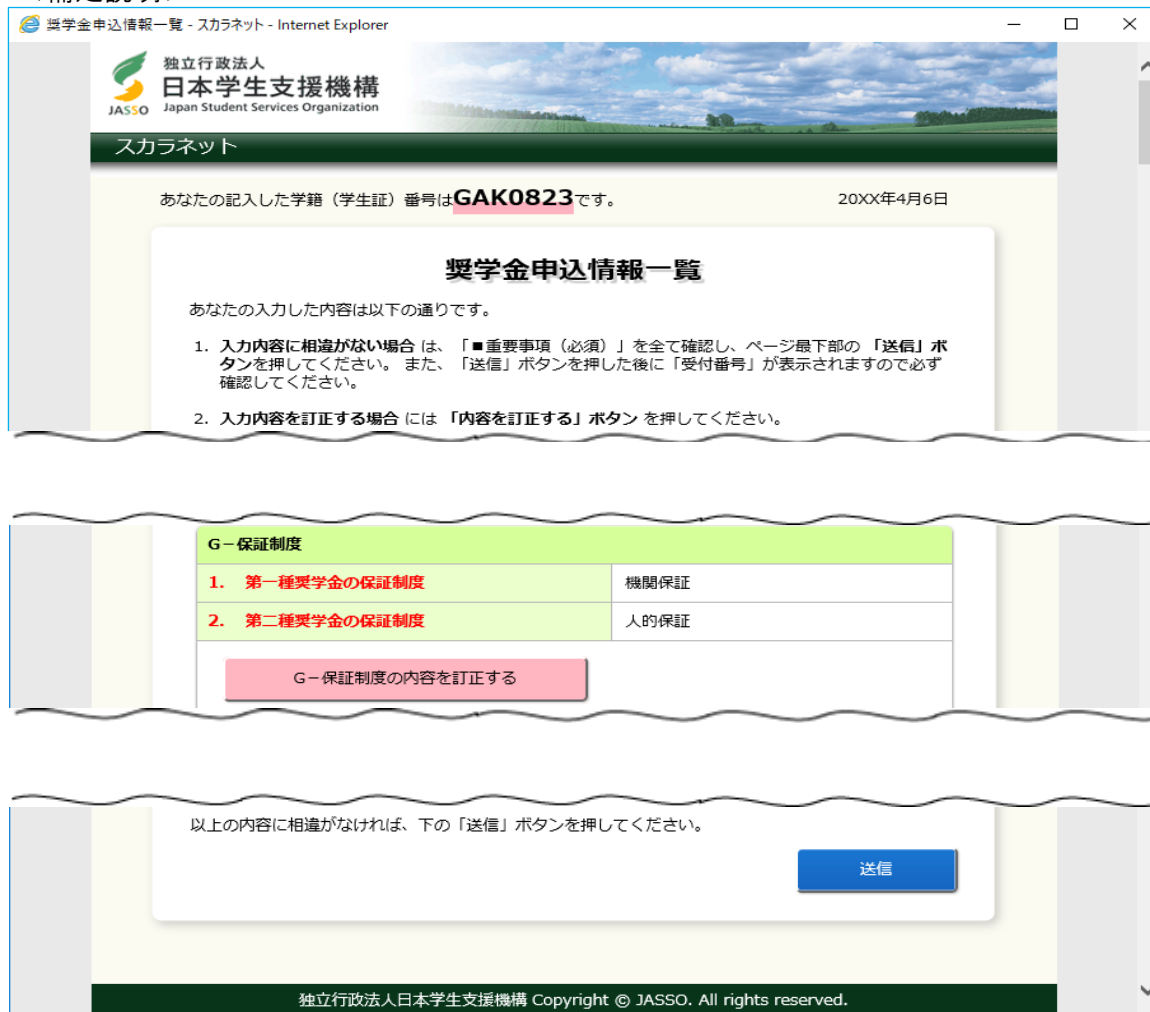 奨学金申込情報一覧 - スカラネット - Internet Explorer
独立行政法人
日本学生支援機構
JASSO Japan Student Services Organization
スカラネット
あなたの記入した学籍（学生証）番号はGAK0823です。 20XX年4月6日
奨学金申込情報一覧
あなたの入力した内容は以下の通りです。
1. 入力内容に相違がない場合 は、「■重要事項（必須）」を全て確認し、ページ最下部の 「送信」ボ
タンを押してください。 また、「送信」ボタンを押した後に「受付番号」が表示されますので必ず
確認してください。
2. 入力内容を訂正する場合 には 「内容を訂正する」ボタン を押してください。
G－保証制度
1. 第一種奨学金の保証制度 機関保証
2. 第二種奨学金の保証制度 人的保証
G－保証制度の内容を訂正する
以上の内容に相違がなければ、下の「送信」ボタンを押してください。
送信
独立行政法人日本学生支援機構 Copyright © JASSO. All rights reserved.